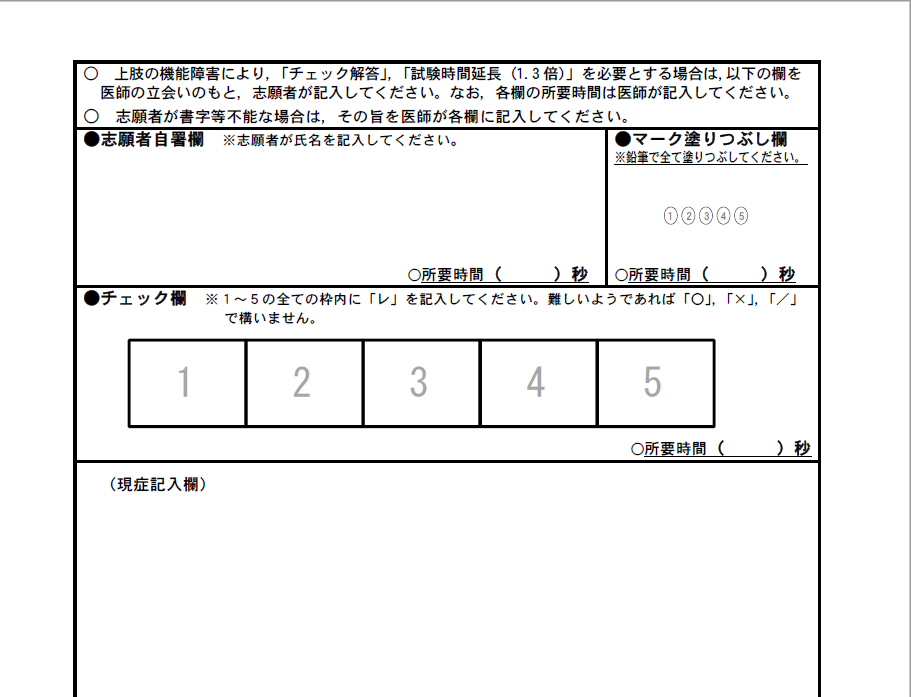 ○　上肢の機能障害により，「チェック解答」，「試験時間延長（1.3倍）」を必要とする場合は，以下の欄を
医師の立会いのもと，志願者が記入してください。なお，各欄の所要時間は医師が記入してください。
○　志願者が書字等不能な場合は，その旨を医師が各欄に記入してください。
●志願者自署欄　※志願者が氏名を記入してください。
○所要時間（　　　）秒
●マーク塗りつぶし欄
※鉛筆で全て塗りつぶしてください。
①②③④⑤
○所要時間（　　　）秒
●チェック欄　※１～５の全ての枠内に「レ」を記入してください。難しいようであれば「〇」，「×」，「／」
で構いません。
1 2 3 4 5
○所要時間（　　　）秒
（現症記入欄）